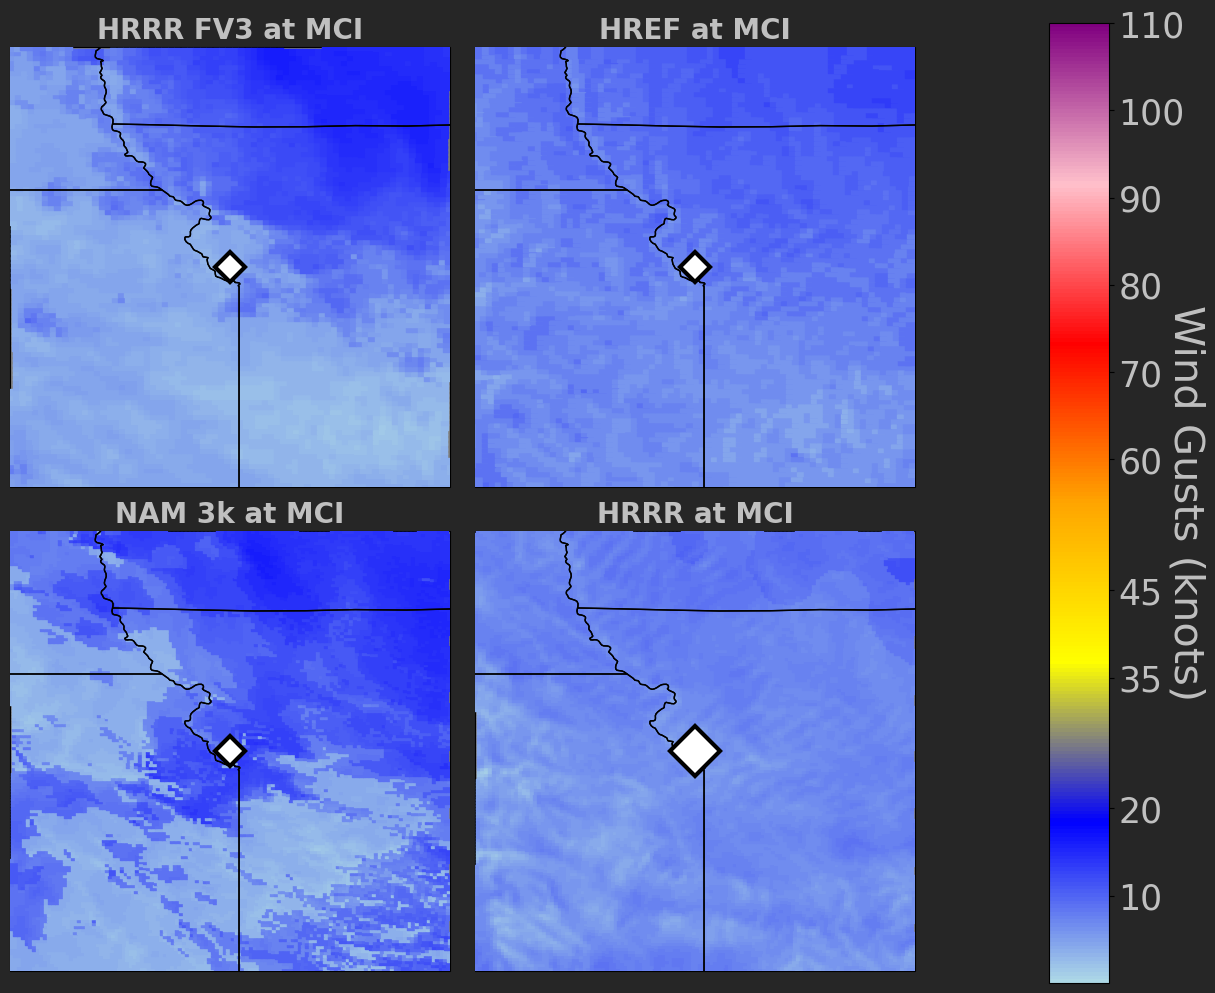 HRRR FV3 at MCI
HREF at MCI
NAM 3k at MCI
HRRR at MCI
110
100
90
80
70
60
45
35
20
10
Wind Gusts (knots)